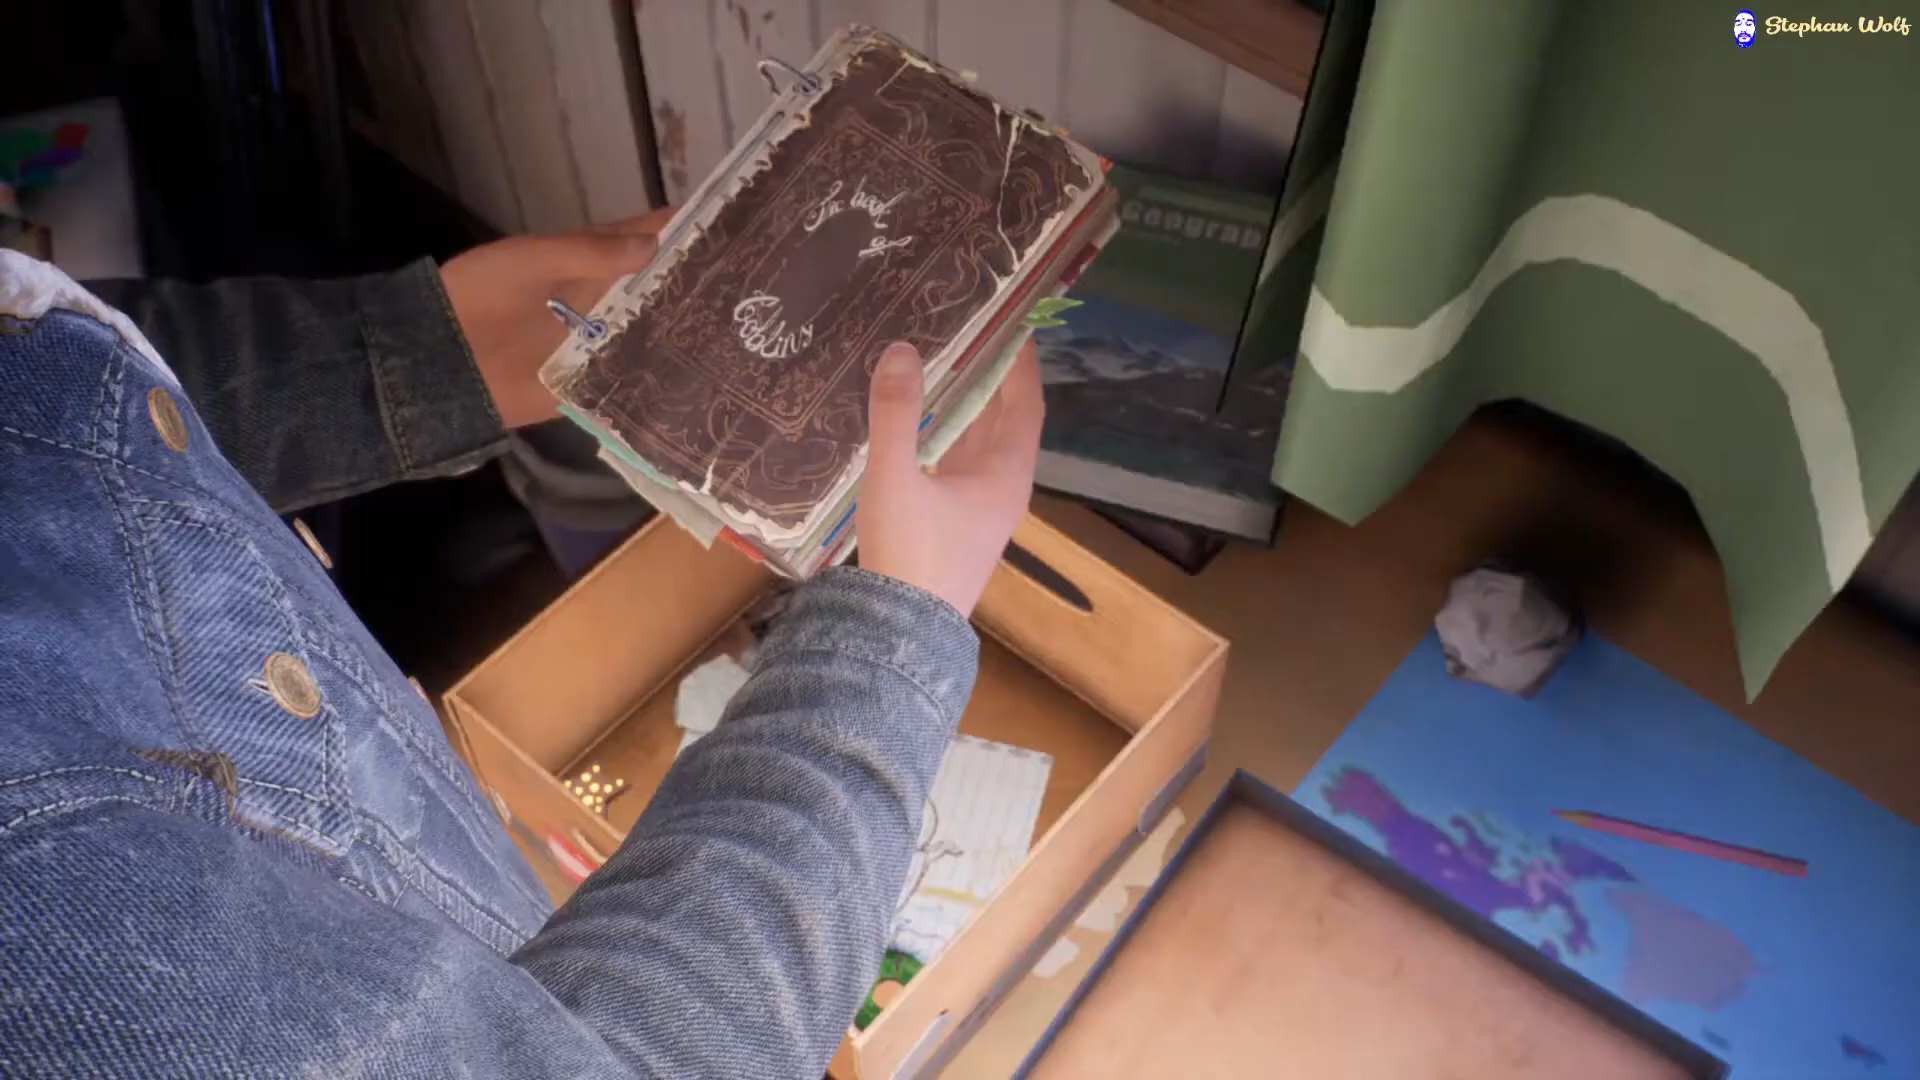 Stephan Wolf
The book
of
Goblins
Geograp